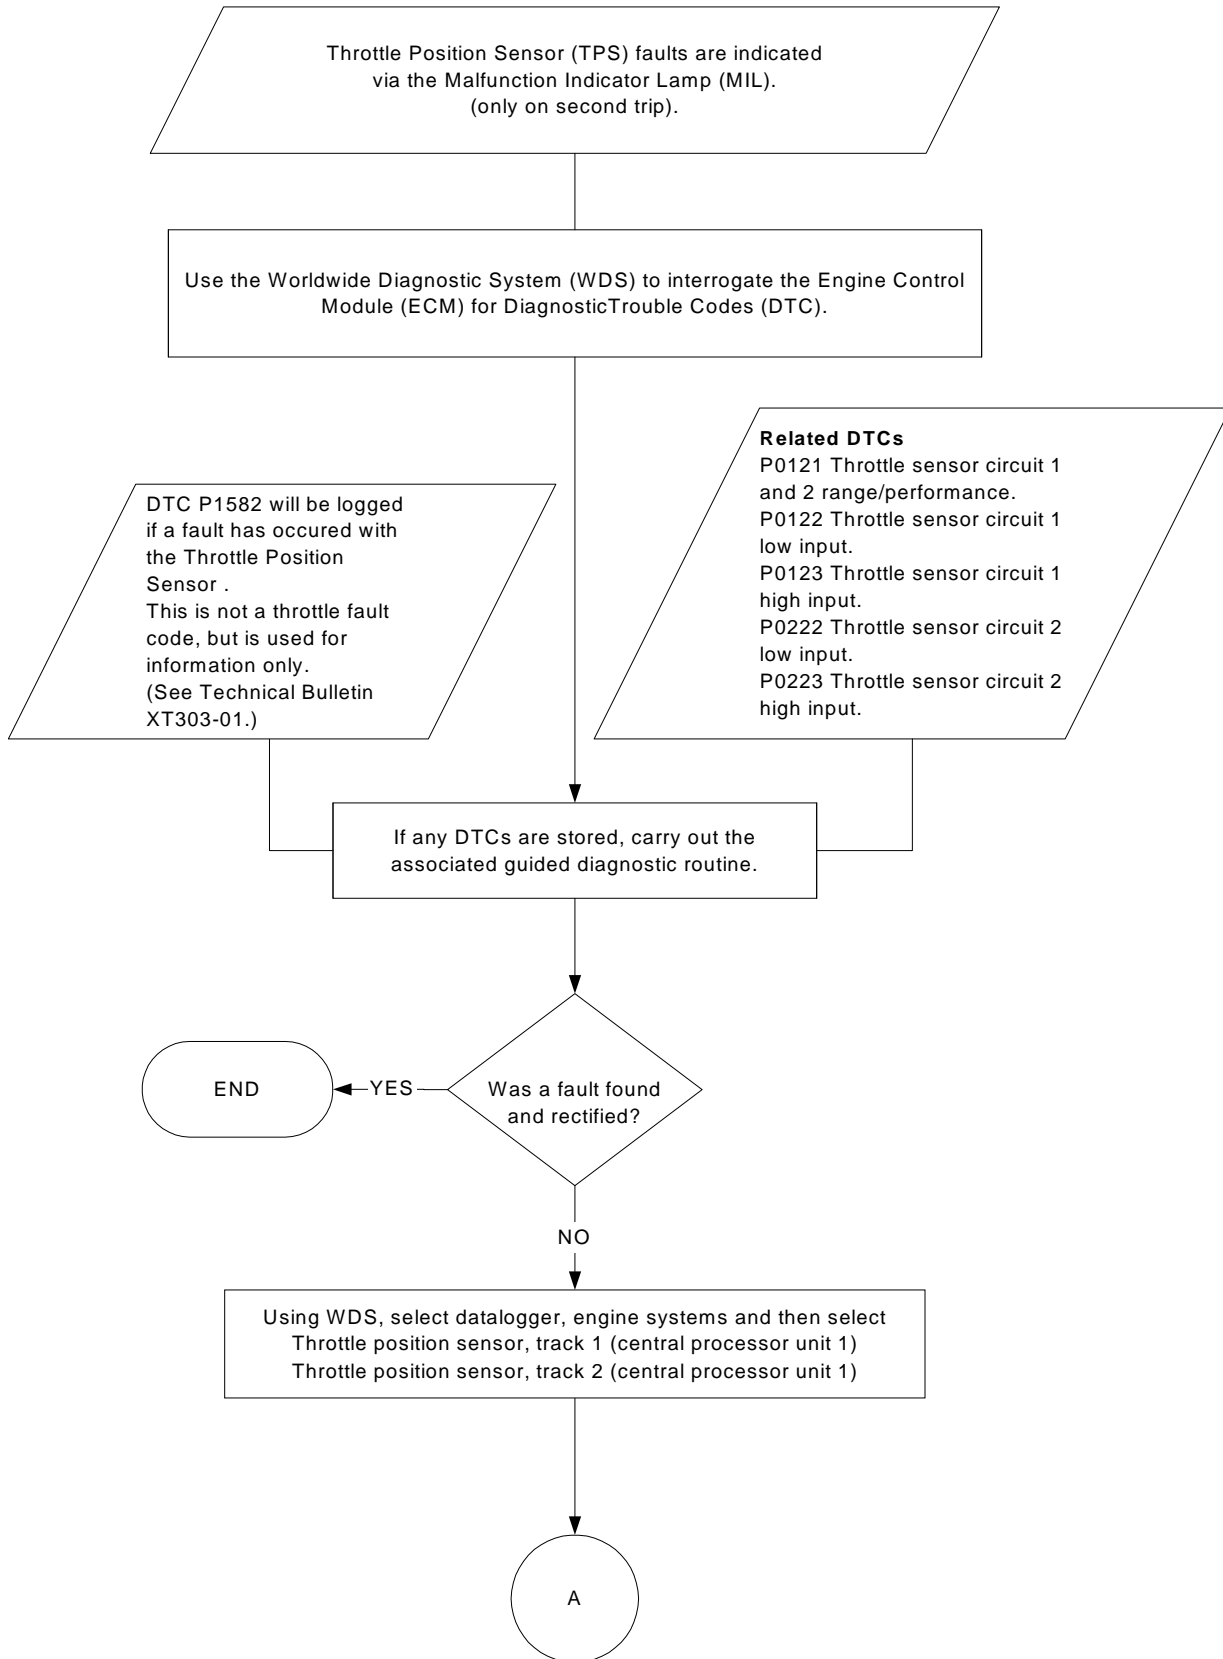 Throttle Position Sensor (TPS) faults are indicated
via the Malfunction Indicator Lamp (MIL).
(only on second trip).
Use the Worldwide Diagnostic System (WDS) to interrogate the Engine Control
Module (ECM) for DiagnosticTrouble Codes (DTC).
DTC P1582 will be logged
if a fault has occured with
the Throttle Position
Sensor .
This is not a throttle fault
code, but is used for
information only.
(See Technical Bulletin
XT303-01.)
Related DTCs
P0121 Throttle sensor circuit 1
and 2 range/performance.
P0122 Throttle sensor circuit 1
low input.
P0123 Throttle sensor circuit 1
high input.
P0222 Throttle sensor circuit 2
low input.
P0223 Throttle sensor circuit 2
high input.
If any DTCs are stored, carry out the
associated guided diagnostic routine.
Was a fault found
and rectified?
YES
END
NO
Using WDS, select datalogger, engine systems and then select
Throttle position sensor, track 1 (central processor unit 1)
Throttle position sensor, track 2 (central processor unit 1)
A